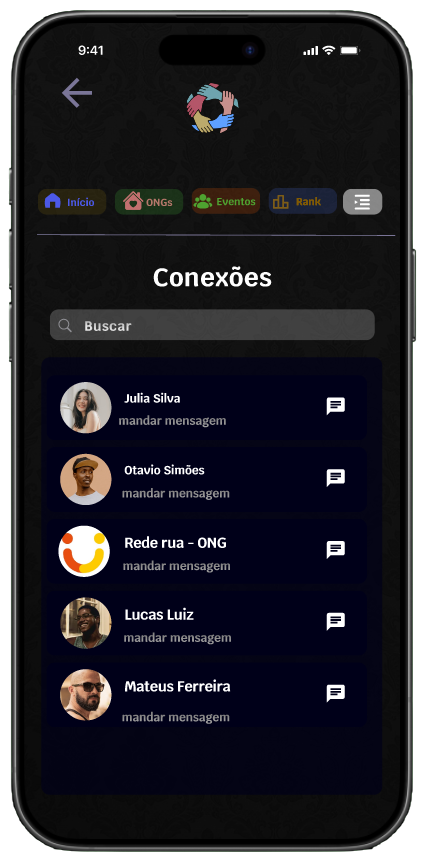 9:41
Início ONGs Eventos Rank
Conexões
Buscar
Julia Silva
mandar mensagem
Otavio Simões
mandar mensagem
Rede rua - ONG
mandar mensagem
Lucas Luiz
mandar mensagem
Mateus Ferreira
mandar mensagem